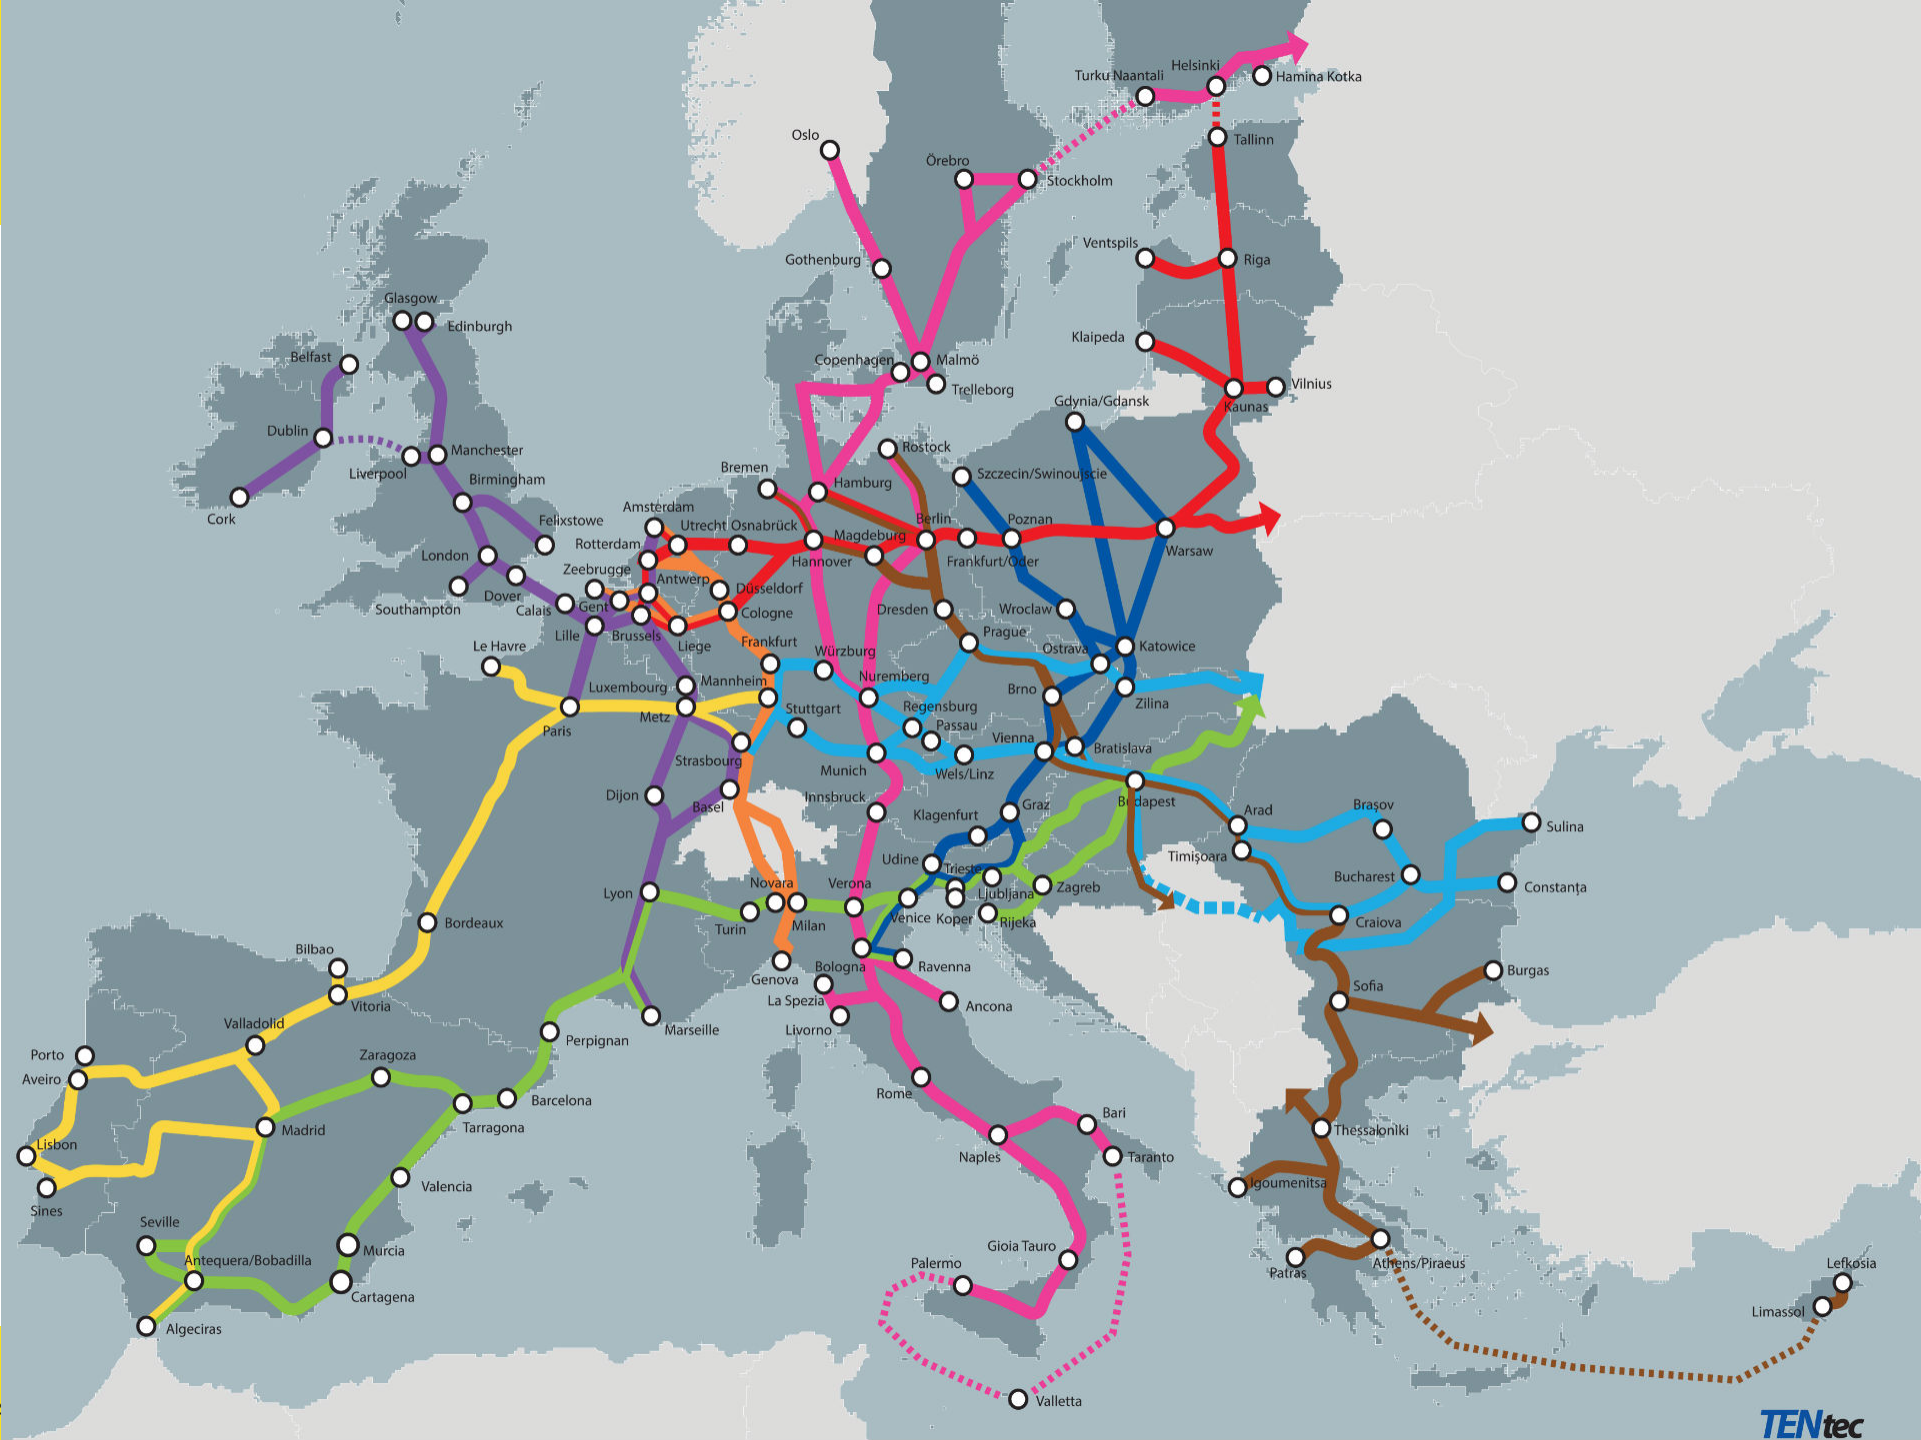 Helsinki
Turku Naantali
Hamina Kotka
Oslo
Tallinn
Örebro
Stockholm
Ventspils
Riga
Gothenburg
Glasgow
Edinburgh
Klaipeda
Belfast
Copenhagen
Malmö
Trelleborg
Vilnius
Kaunas
Gdynia/Gdansk
Dublin
Manchester
Liverpool
Rostock
Birmingham
Bremen
Szczecin/Swinoujscie
Hamburg
Cork
Amsterdam
Felixstowe
Utrecht
Osnabrück
Magdeburg
Berlin
Poznan
Rotterdam
London
Hannover
Frankfurt/Oder
Warsaw
Zeebrugge
Antwerp
Düsseldorf
Dover
Southampton
Calais
Gent
Cologne
Dresden
Wroclaw
Lille
Brussels
Liege
Frankfurt
Prague
Le Havre
Würzburg
Ostrava
Katowice
Luxembourg
Mannheim
Nuremberg
Brno
Zilina
Metz
Stuttgart
Regensburg
Paris
Passau
Vienna
Bratislava
Strasbourg
Munich
Wels/Linz
Dijon
Basel
Innsbruck
Graz
Budapest
Arad
Braşov
Klagenfurt
Sulina
Udine
Trieste
Timişoara
Lyon
Novara
Verona
Ljubljana
Zagreb
Bucharest
Constanţa
Turin
Milan
Venice
Koper
Rijeka
Craiova
Bordeaux
Bilbao
Genova
Bologna
Ravenna
Burgas
Sofia
La Spezia
Ancona
Vitoria
Livorno
Marseille
Valladolid
Perpignan
Porto
Zaragoza
Aveiro
Rome
Barcelona
Bari
Madrid
Tarragona
Thessaloniki
Lisbon
Naples
Taranto
Valencia
Igoumenitsa
Sines
Seville
Murcia
Gioia Tauro
Antequera/Bobadilla
Palermo
Patras
Athens/Piraeus
Lefkosia
Cartagena
Limassol
Algeciras
Valletta
TENtec